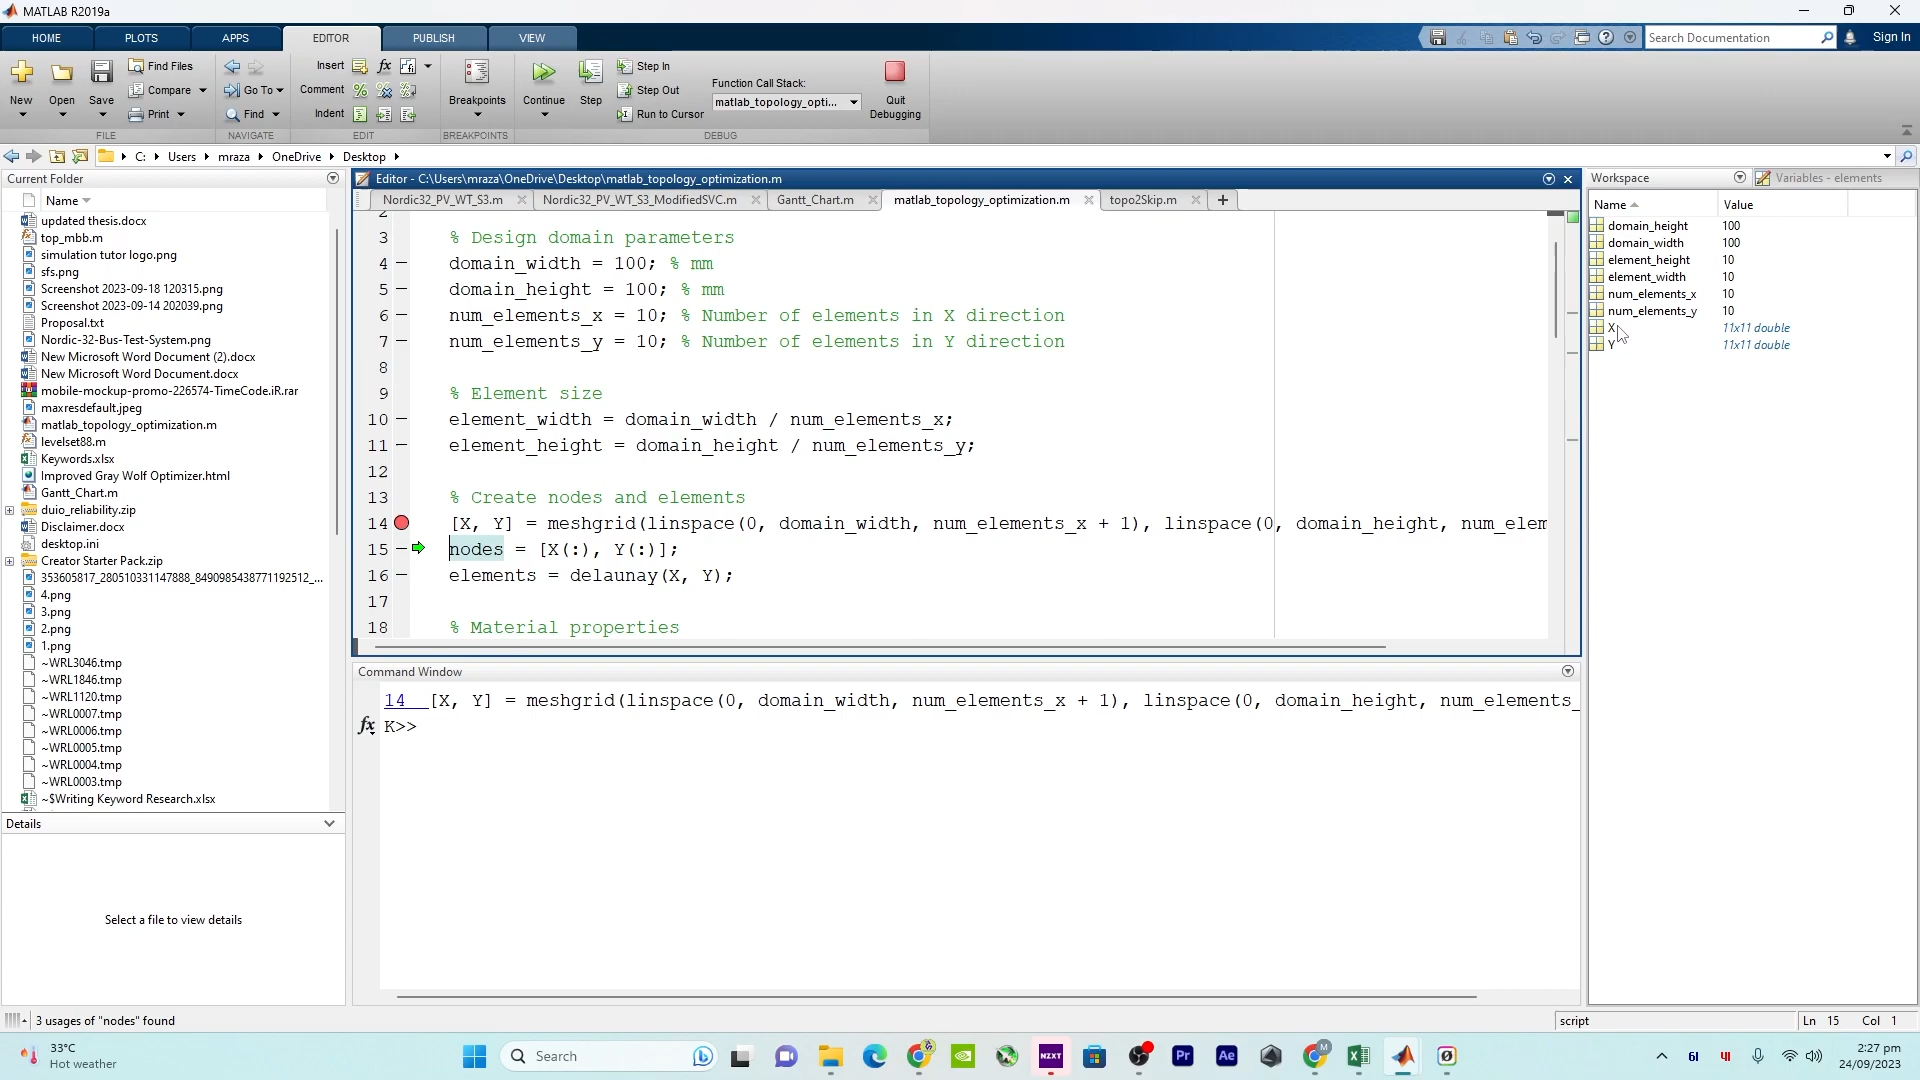 MATLAB R2019a
HOME PLOTS APPS EDITOR PUBLISH VIEW Search Documentation Sign In
New Open Save Find Files Compare Print
Go To Find
Insert fx
Comment
Indent
Breakpoints
Continue Step Step In Step Out Run to Cursor
Function Call Stack:
matlab_topology_opti...
Quit Debugging
FILE NAVIGATE EDIT BREAKPOINTS DEBUG
C: Users mraza OneDrive Desktop
Current Folder
Name
updated thesis.docx
top_mbb.m
simulation tutor logo.png
sfs.png
Screenshot 2023-09-18 120315.png
Screenshot 2023-09-14 202039.png
Proposal.txt
Nordic-32-Bus-Test-System.png
New Microsoft Word Document (2).docx
New Microsoft Word Document.docx
mobile-mockup-promo-226574-TimeCode.iR.rar
maxresdefault.jpeg
matlab_topology_optimization.m
levelset88.m
Keywords.xlsx
Improved Gray Wolf Optimizer.html
Gantt_Chart.m
duio_reliability.zip
Disclaimer.docx
desktop.ini
Creator Starter Pack.zip
353605817_280510331147888_8490985438771192512_...
4.png
3.png
2.png
1.png
~WRL3046.tmp
~WRL1846.tmp
~WRL1120.tmp
~WRL0007.tmp
~WRL0006.tmp
~WRL0005.tmp
~WRL0004.tmp
~WRL0003.tmp
~$Writing Keyword Research.xlsx
Details
Select a file to view details
Editor - C:\Users\mraza\OneDrive\Desktop\matlab_topology_optimization.m
Nordic32_PV_WT_S3.m Nordic32_PV_WT_S3_ModifiedSVC.m Gantt_Chart.m matlab_topology_optimization.m topo2Skip.m
2
3 % Design domain parameters
4 domain_width = 100; % mm
5 domain_height = 100; % mm
6 num_elements_x = 10; % Number of elements in X direction
7 num_elements_y = 10; % Number of elements in Y direction
8
9 % Element size
10 element_width = domain_width / num_elements_x;
11 element_height = domain_height / num_elements_y;
12
13 % Create nodes and elements
14 [X, Y] = meshgrid(linspace(0, domain_width, num_elements_x + 1), linspace(0, domain_height, num_elem
15 nodes = [X(:), Y(:)];
16 elements = delaunay(X, Y);
17
18 % Material properties
Command Window
14 [X, Y] = meshgrid(linspace(0, domain_width, num_elements_x + 1), linspace(0, domain_height, num_elements_
fx K>>
Workspace Variables - elements
Name Value
domain_height 100
domain_width 100
element_height 10
element_width 10
num_elements_x 10
num_elements_y 10
X 11x11 double
Y 11x11 double
3 usages of "nodes" found script Ln 15 Col 1
33°C
Hot weather
Search
NZXT
Pr
Ae
M
2:27 pm
24/09/2023